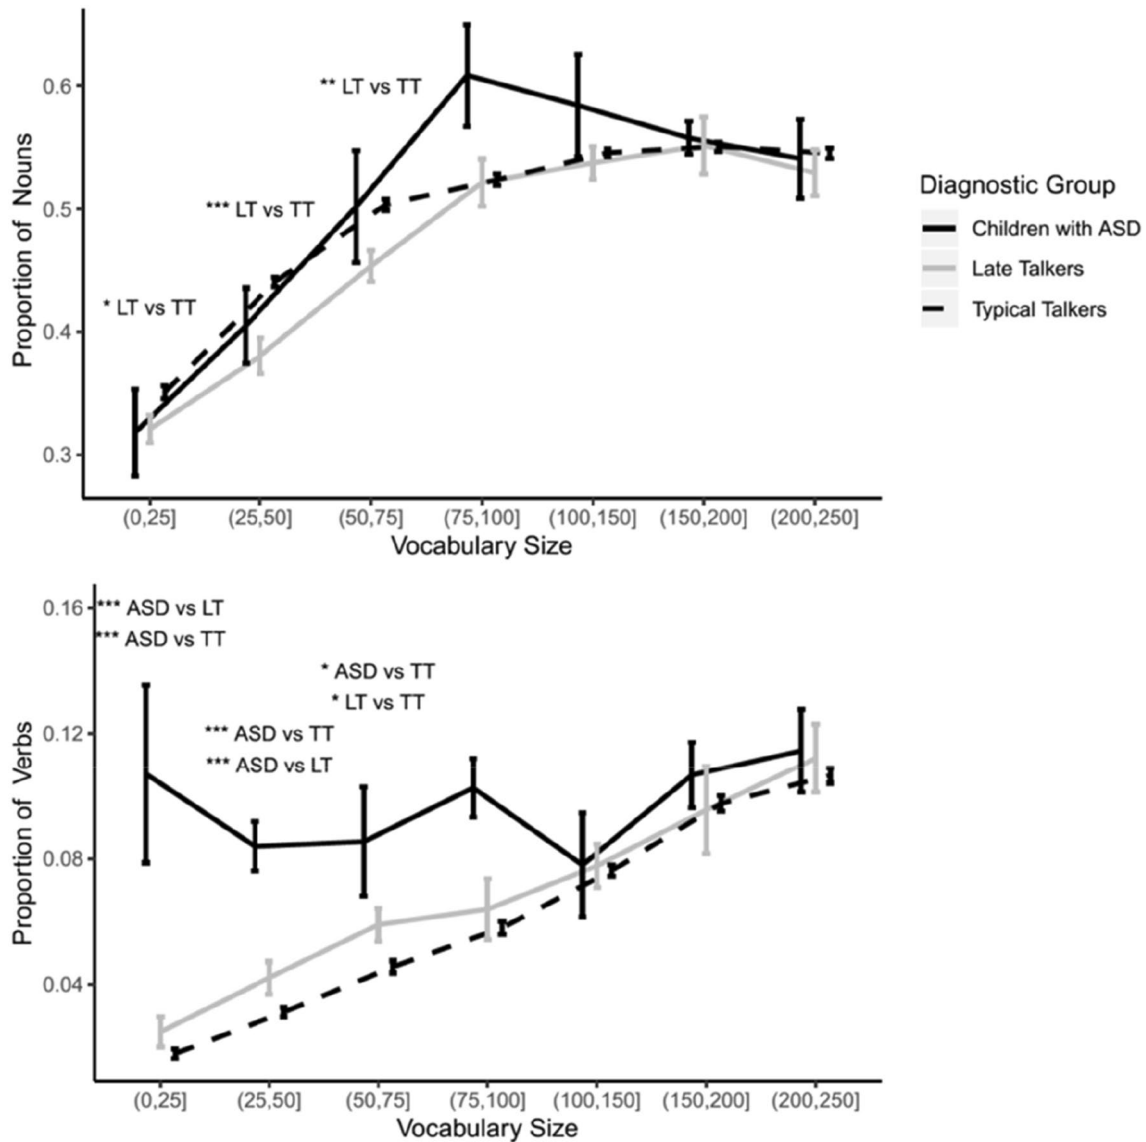 ** LT vs TT
*** LT vs TT
* LT vs TT
0.6
0.5
0.4
0.3
Proportion of Nouns
(0,25] (25,50] (50,75] (75,100] (100,150] (150,200] (200,250]
Vocabulary Size
Diagnostic Group
Children with ASD
Late Talkers
Typical Talkers
*** ASD vs LT
*** ASD vs TT
* ASD vs TT
* LT vs TT
*** ASD vs TT
*** ASD vs LT
0.16
0.12
0.08
0.04
Proportion of Verbs
(0,25] (25,50] (50,75] (75,100] (100,150] (150,200] (200,250]
Vocabulary Size